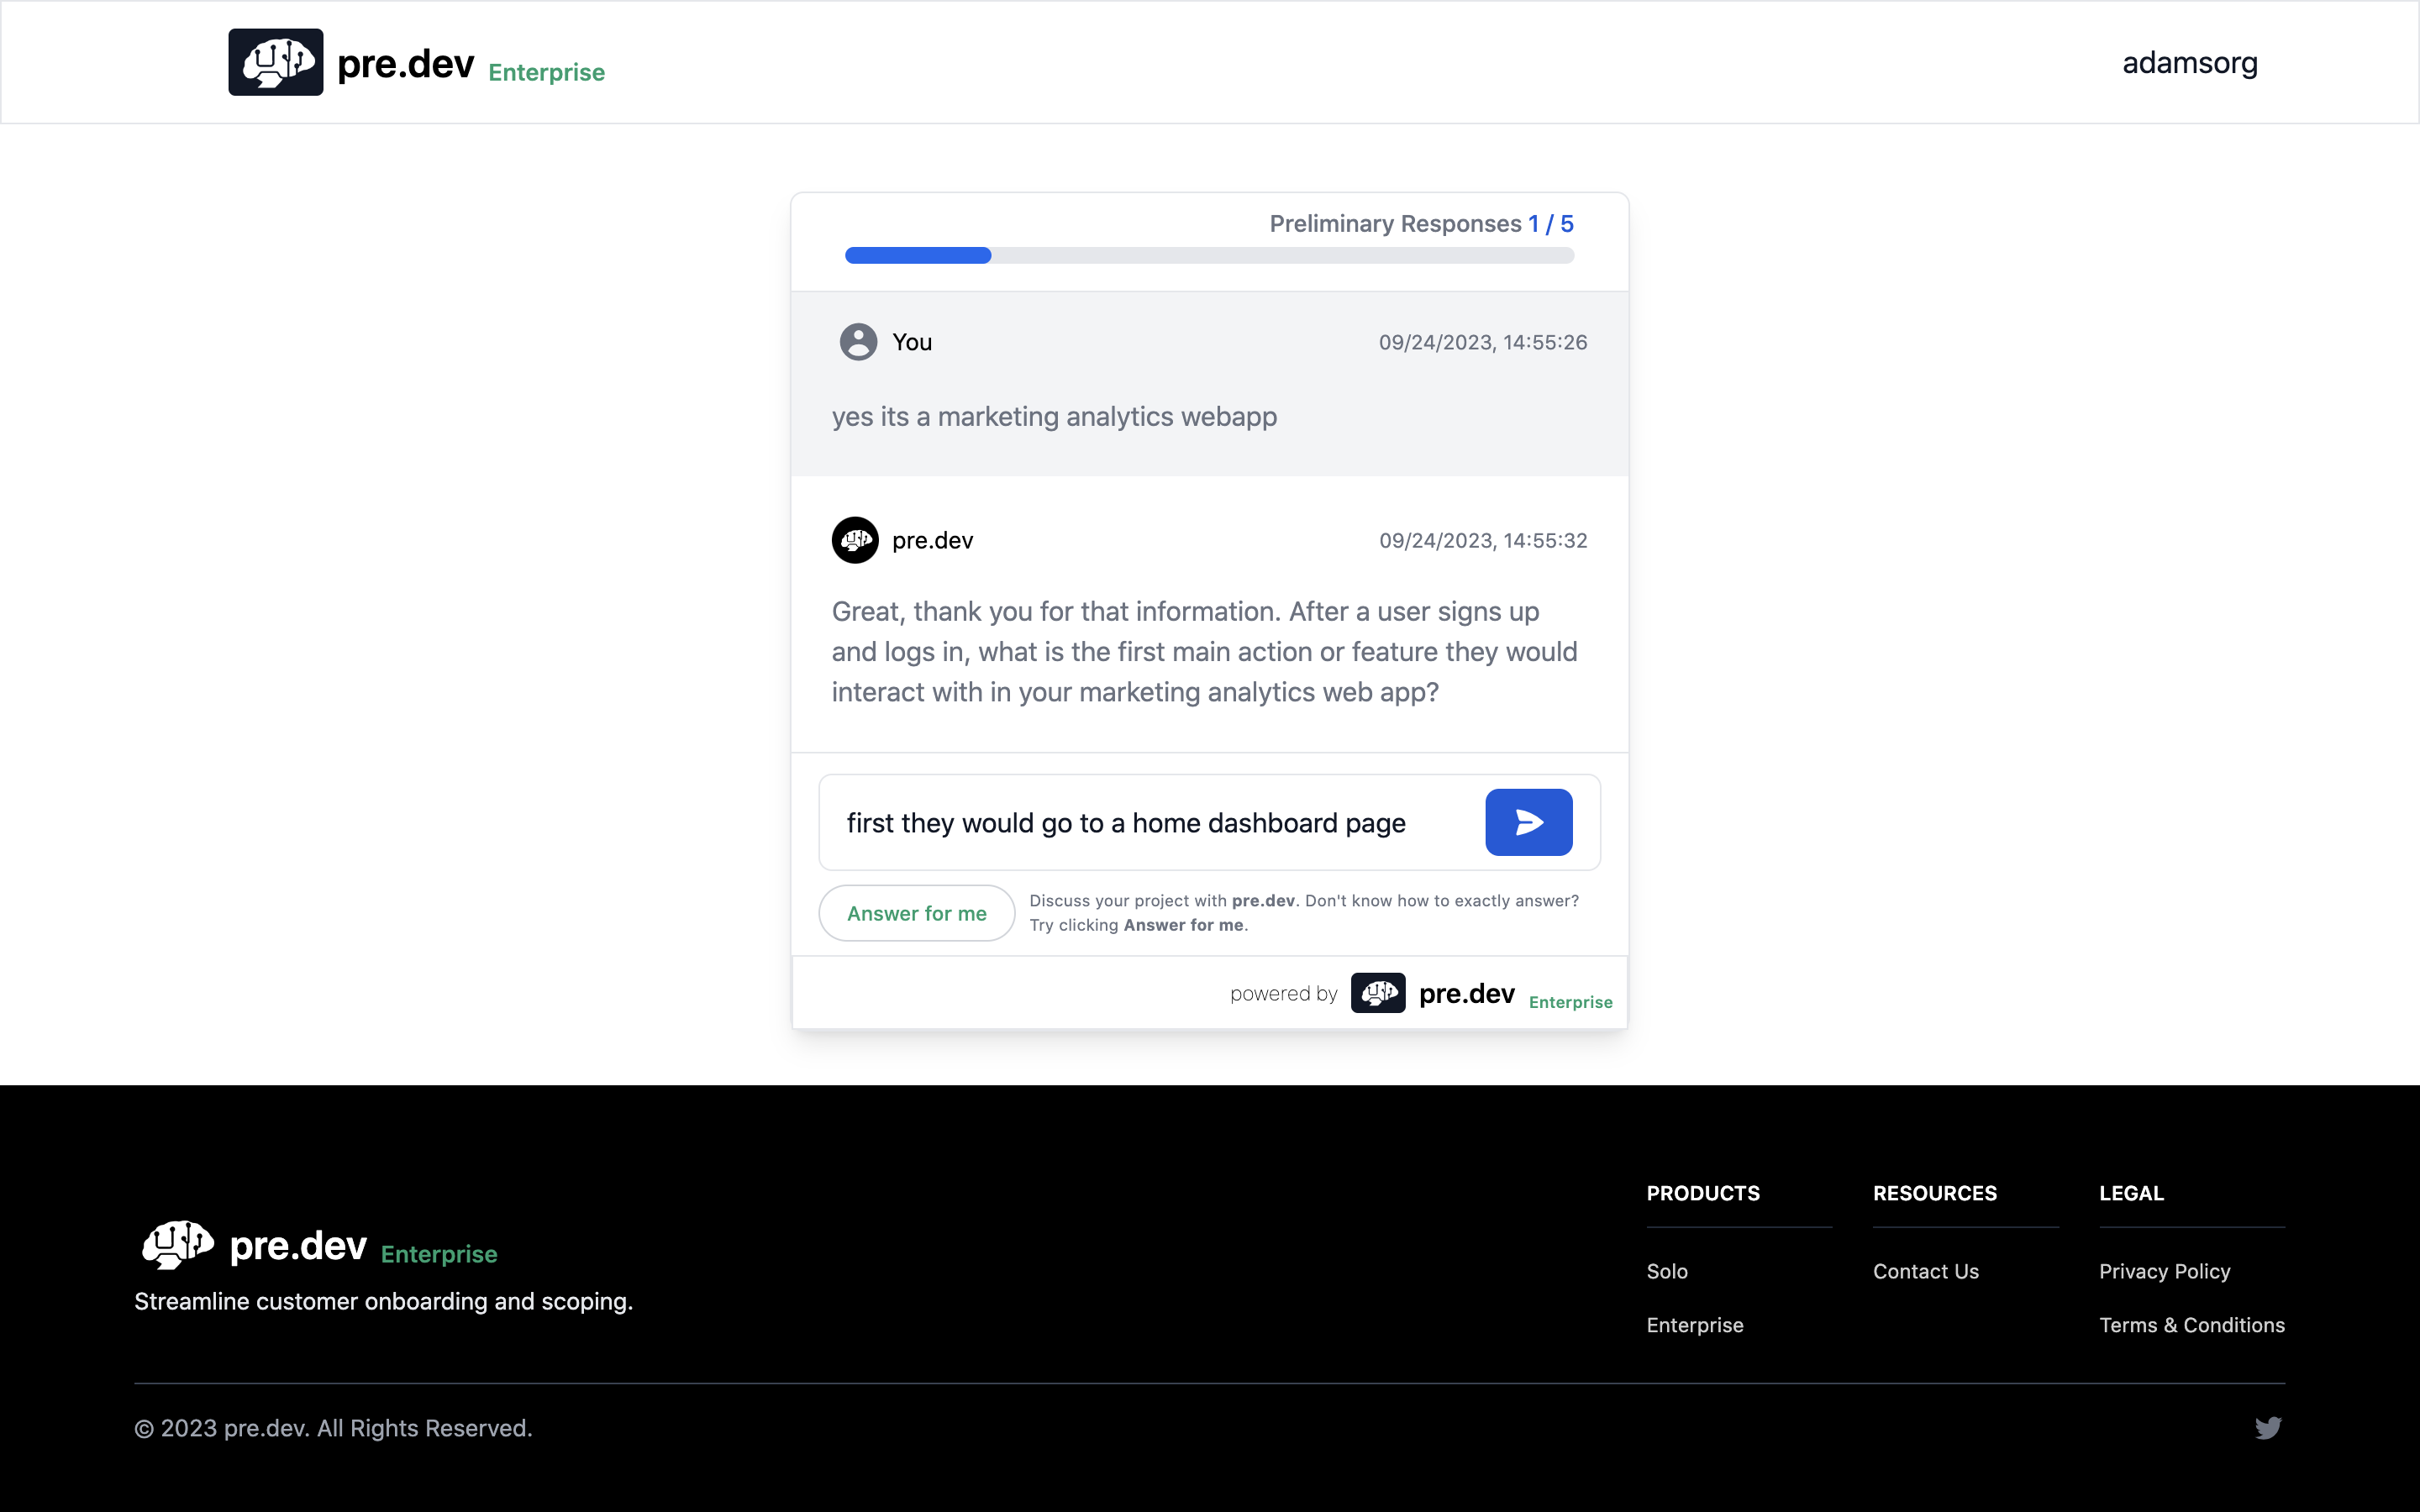 pre.dev Enterprise
adamsorg
Preliminary Responses 1 / 5
You
09/24/2023, 14:55:26
yes its a marketing analytics webapp
pre.dev
09/24/2023, 14:55:32
Great, thank you for that information. After a user signs up
and logs in, what is the first main action or feature they would
interact with in your marketing analytics web app?
first they would go to a home dashboard page
Answer for me
Discuss your project with pre.dev. Don't know how to exactly answer?
Try clicking Answer for me.
powered by pre.dev Enterprise
pre.dev Enterprise
Streamline customer onboarding and scoping.
PRODUCTS
Solo
Enterprise
RESOURCES
Contact Us
LEGAL
Privacy Policy
Terms & Conditions
© 2023 pre.dev. All Rights Reserved.